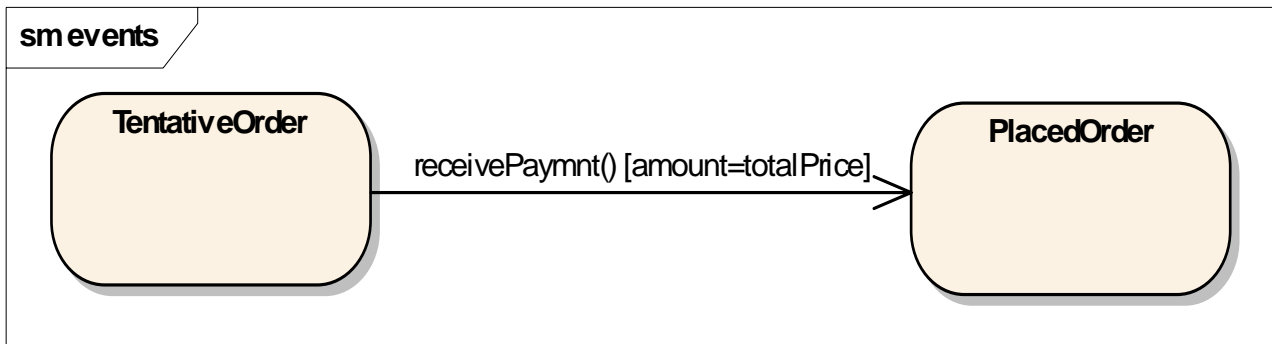 sm events
TentativeOrder
PlacedOrder
receivePaymnt() [amount=totalPrice]